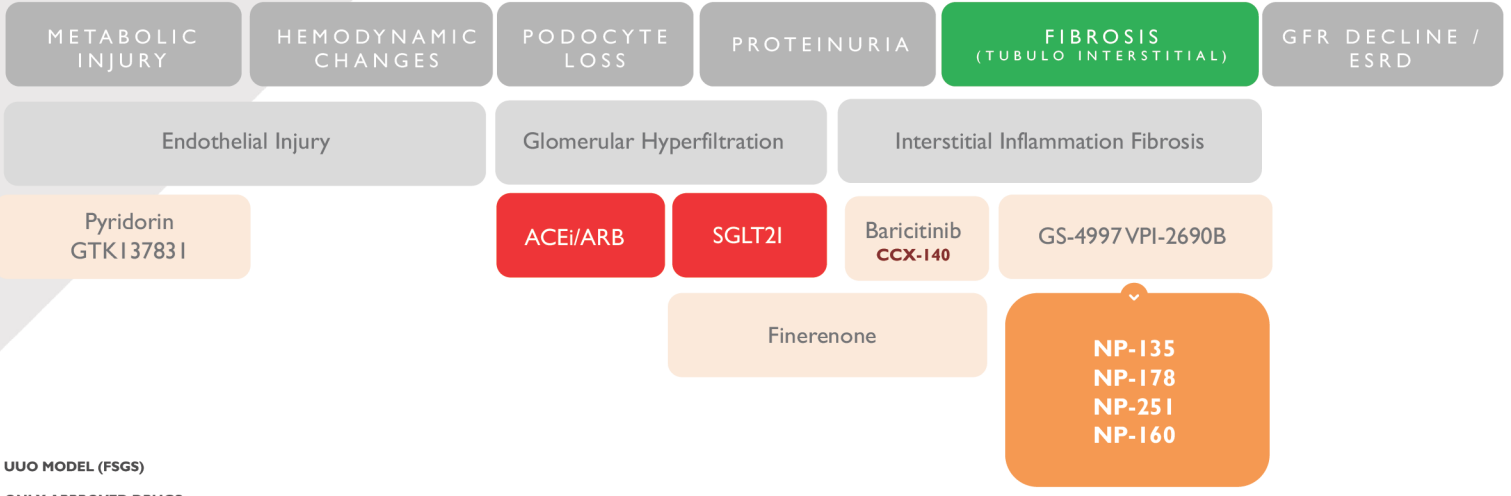 METABOLIC
INJURY
HEMODYNAMIC
CHANGES
PODOCYTE
LOSS
PROTEINURIA
FIBROSIS
(TUBULO INTERSTITIAL)
GFR DECLINE /
ESRD
Endothelial Injury
Glomerular Hyperfiltration
Interstitial Inflammation Fibrosis
Pyridorin
GTK137831
ACEi/ARB
SGLT2I
Baricitinib
CCX-140
GS-4997 VPI-2690B
Finerenone
NP-135
NP-178
NP-251
NP-160
UUO MODEL (FSGS)